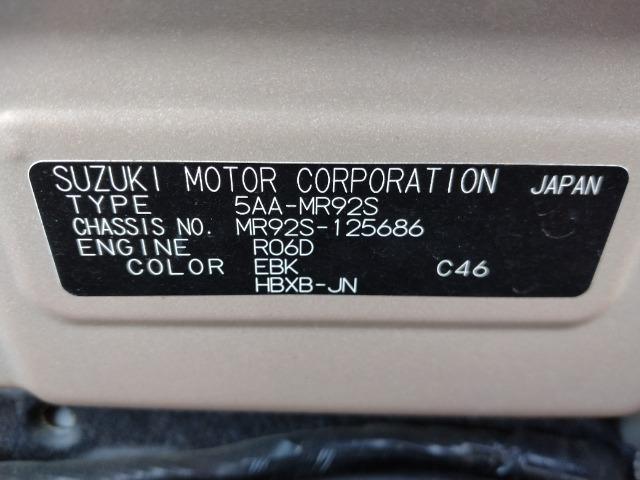 SUZUKI MOTOR CORPORATION JAPAN
TYPE 5AA-MR92S
CHASSIS NO. MR92S-125686
ENGINE R06D
COLOR EBK C46
HBXB-JN